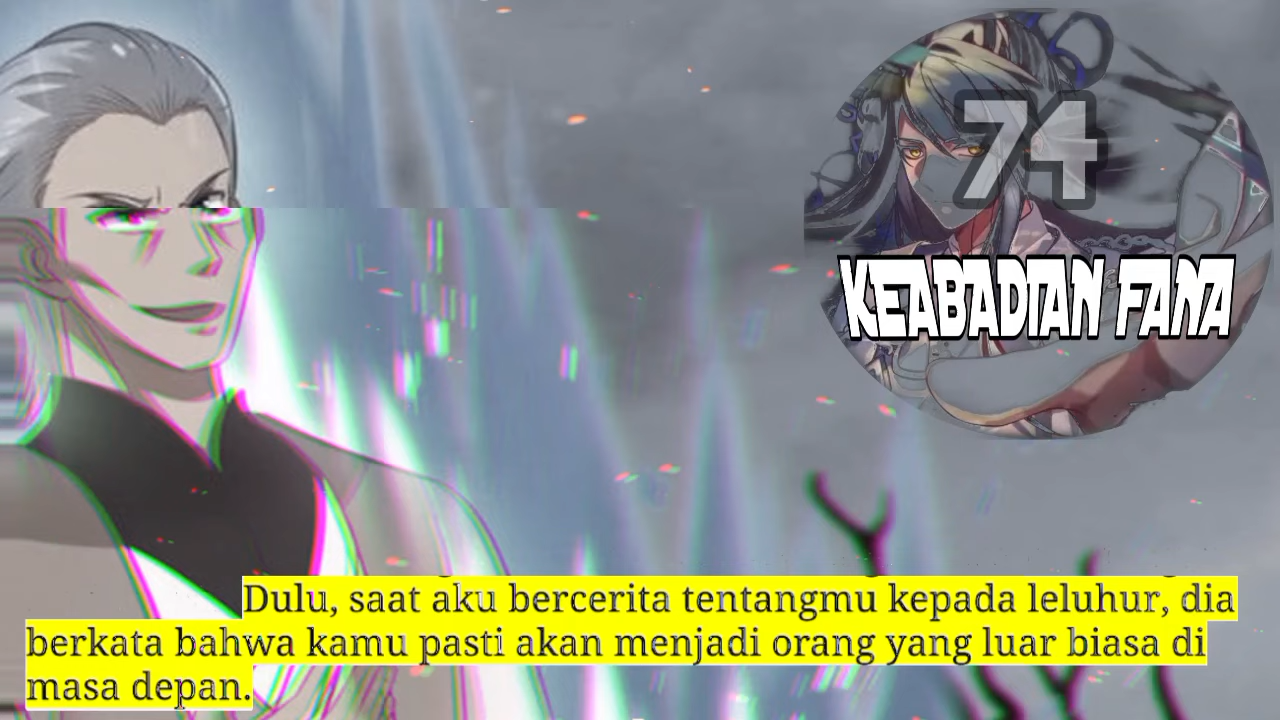 74
KEABADIAN FANA
Dulu, saat aku bercerita tentangmu kepada leluhur, dia
berkata bahwa kamu pasti akan menjadi orang yang luar biasa di
masa depan.